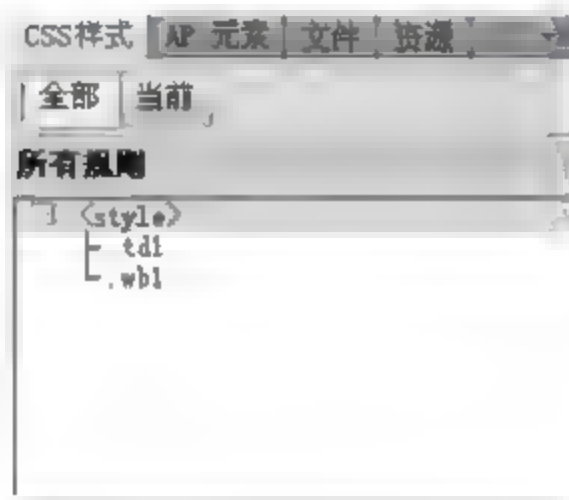 CSS样式 AP 元素 文件 资源
全部 当前
所有规则
<style>
td1
.wb1